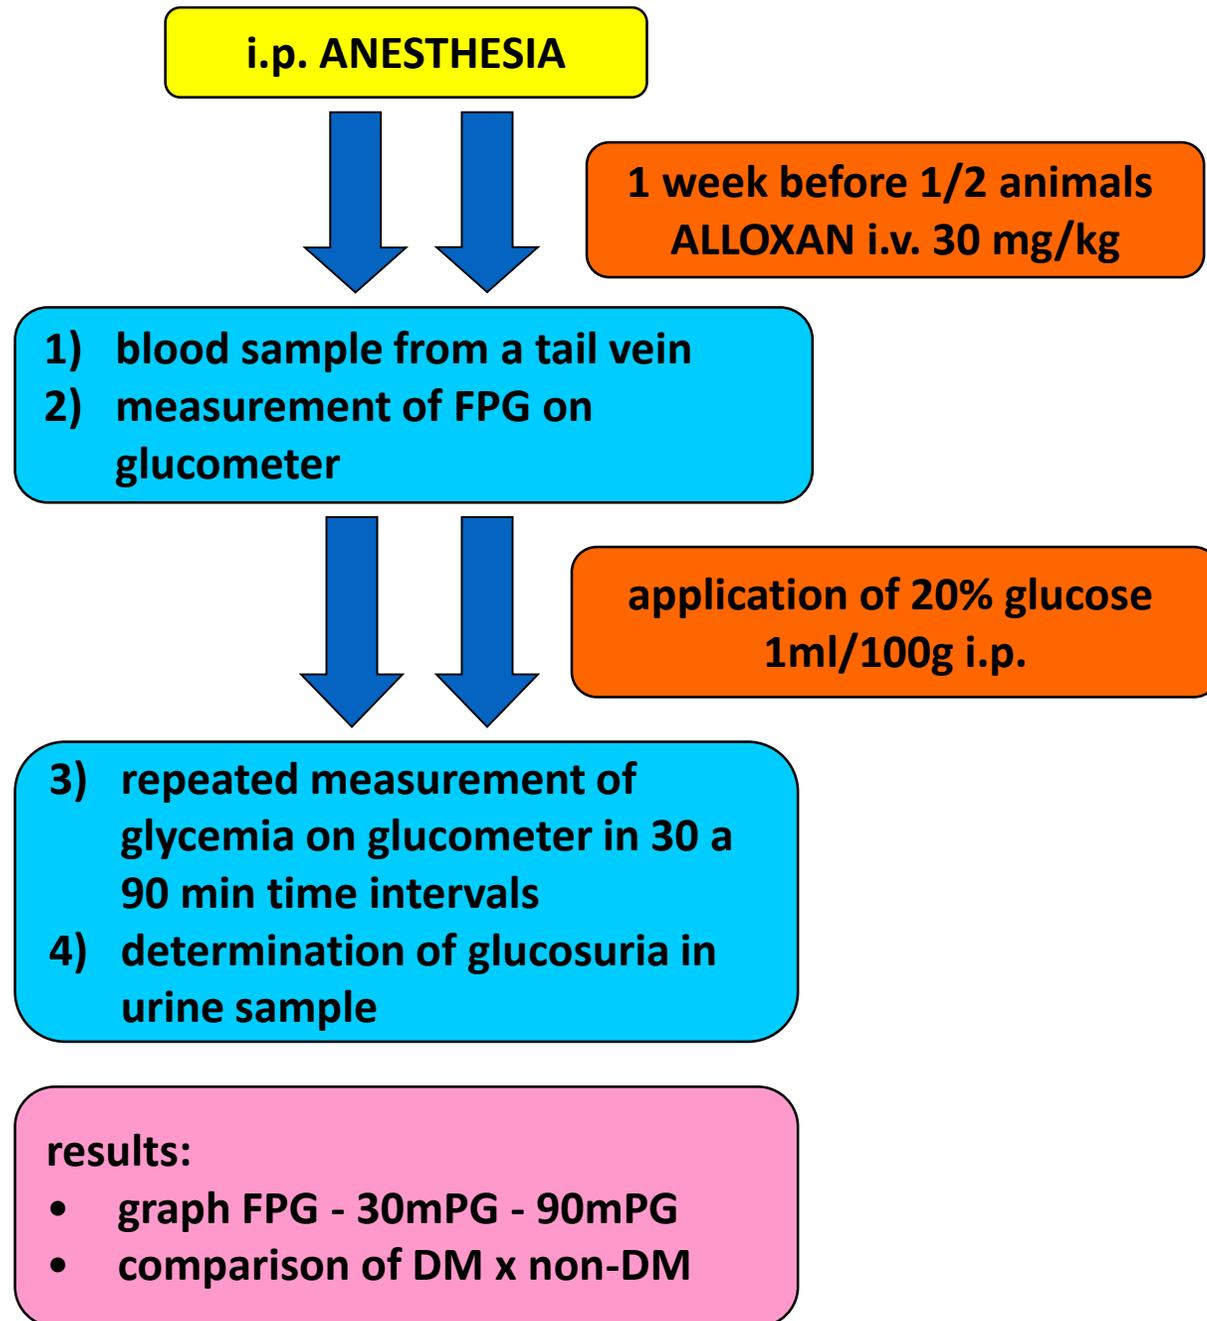 i.p. ANESTHESIA
1 week before 1/2 animals
ALLOXAN i.v. 30 mg/kg
1) blood sample from a tail vein
2) measurement of FPG on
glucometer
application of 20% glucose
1ml/100g i.p.
3) repeated measurement of
glycemia on glucometer in 30 a
90 min time intervals
4) determination of glucosuria in
urine sample
results:
• graph FPG - 30mPG - 90mPG
• comparison of DM x non-DM